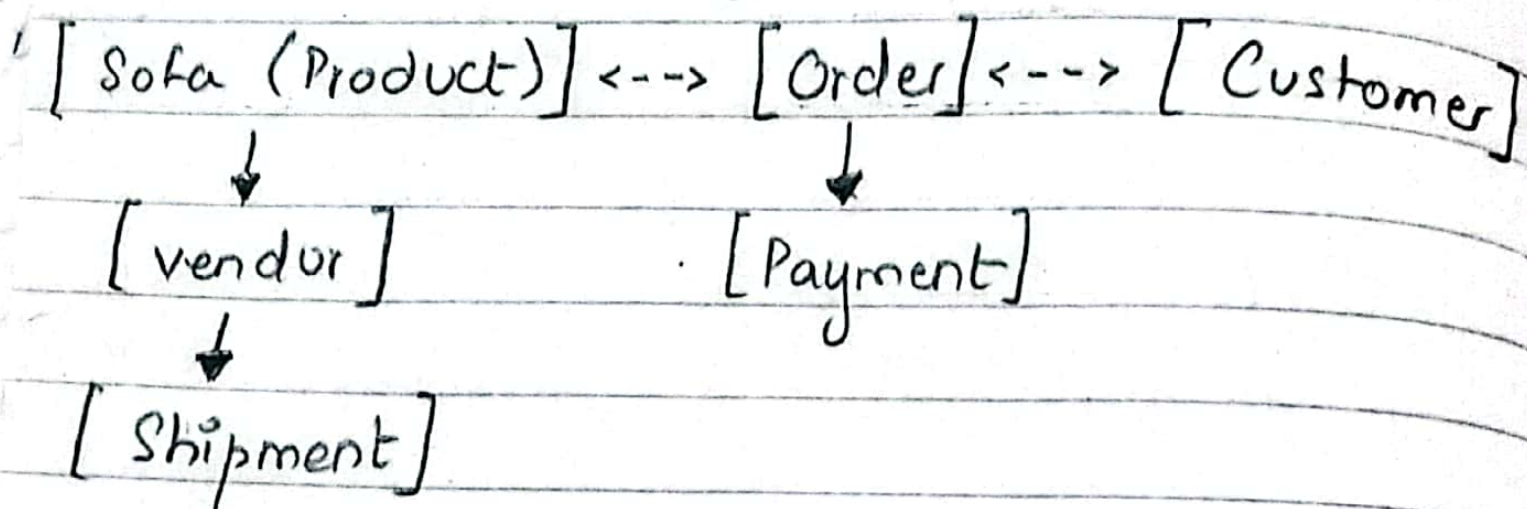 [ Sofa (Product)] <--> [Order] <---> [ Customer]
↓ ↓
[ vendor ] [Payment]
↓
[ Shipment]